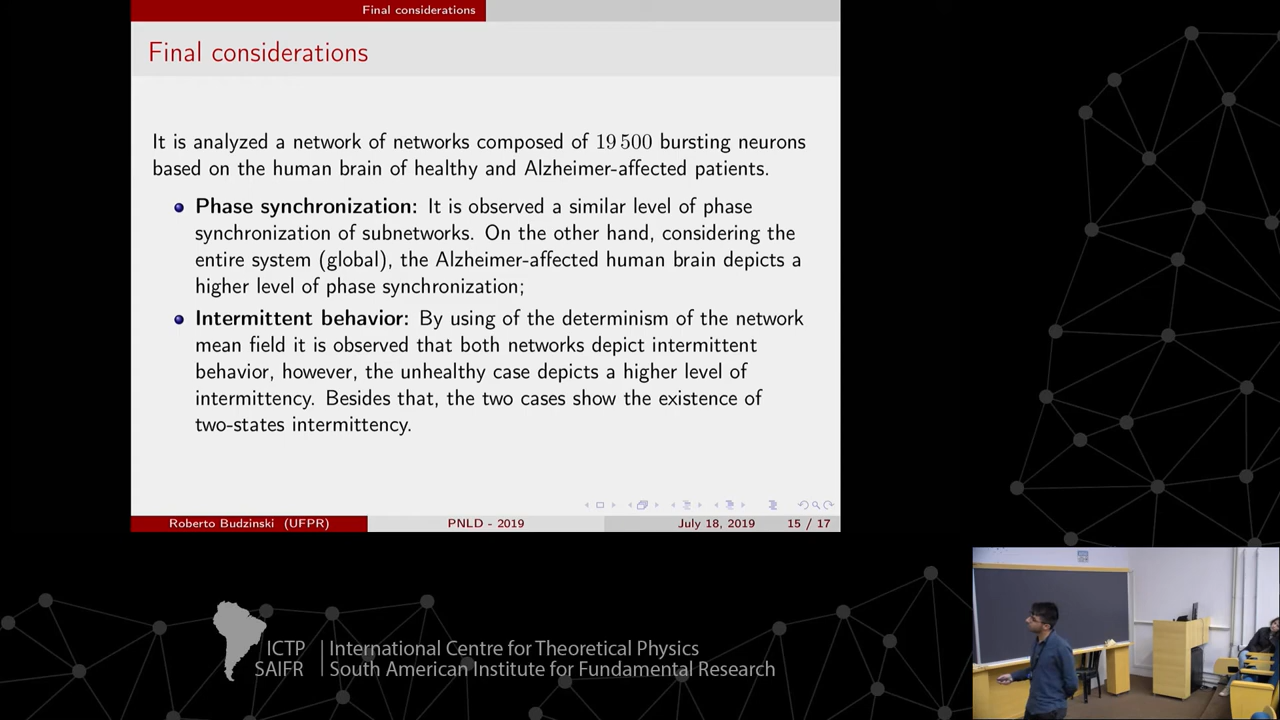 Final considerations
Final considerations
It is analyzed a network of networks composed of 19 500 bursting neurons
based on the human brain of healthy and Alzheimer-affected patients.
Phase synchronization: It is observed a similar level of phase
synchronization of subnetworks. On the other hand, considering the
entire system (global), the Alzheimer-affected human brain depicts a
higher level of phase synchronization;
Intermittent behavior: By using of the determinism of the network
mean field it is observed that both networks depict intermittent
behavior, however, the unhealthy case depicts a higher level of
intermittency. Besides that, the two cases show the existence of
two-states intermittency.
Roberto Budzinski (UFPR) PNLD - 2019 July 18, 2019 15 / 17
ICTP International Centre for Theoretical Physics
SAIFR South American Institute for Fundamental Research